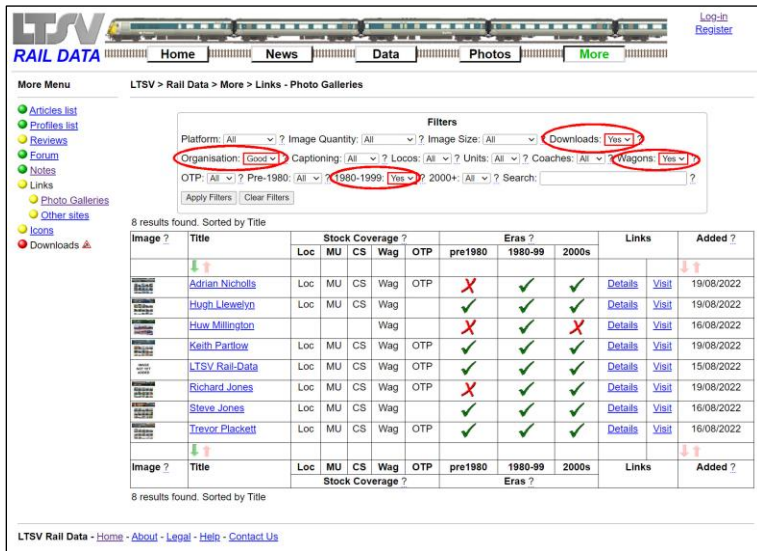 LTSV
RAIL DATA
Home News Data Photos More
Log-in
Register
More Menu
Articles list
Profiles list
Reviews
Forum
Notes
Links
Photo Galleries
Other sites
Icons
Downloads
LTSV > Rail Data > More > Links - Photo Galleries
Filters
Platform: All ? Image Quantity: All ? Image Size: All ? Downloads: Yes ?
Organisation: Good ? Captioning: All ? Locos: All ? Units: All ? Coaches: All ? Wagons: Yes ?
OTP: All ? Pre-1980: All ? 1980-1999: Yes ? 2000+: All ? Search: ?
Apply Filters Clear Filters
8 results found. Sorted by Title
Image ? Title Stock Coverage ? Eras ? Links Added ?
Loc MU CS Wag OTP pre1980 1980-99 2000s
Adrian Nicholls Loc MU CS Wag OTP Details Visit 19/08/2022
Hugh Llewelyn Loc MU CS Wag Details Visit 19/08/2022
Huw Millington Wag Details Visit 16/08/2022
Keith Partlow Loc MU CS Wag OTP Details Visit 19/08/2022
LTSV Rail-Data Loc MU CS Wag OTP Details Visit 15/08/2022
Richard Jones Loc MU CS Wag OTP Details Visit 19/08/2022
Steve Jones Loc MU CS Wag Details Visit 16/08/2022
Trevor Plackett Loc MU CS Wag OTP Details Visit 16/08/2022
Image ? Title Loc MU CS Wag OTP pre1980 1980-99 2000s Links Added ?
Stock Coverage ? Eras ?
8 results found. Sorted by Title
LTSV Rail Data - Home - About - Legal - Help - Contact Us